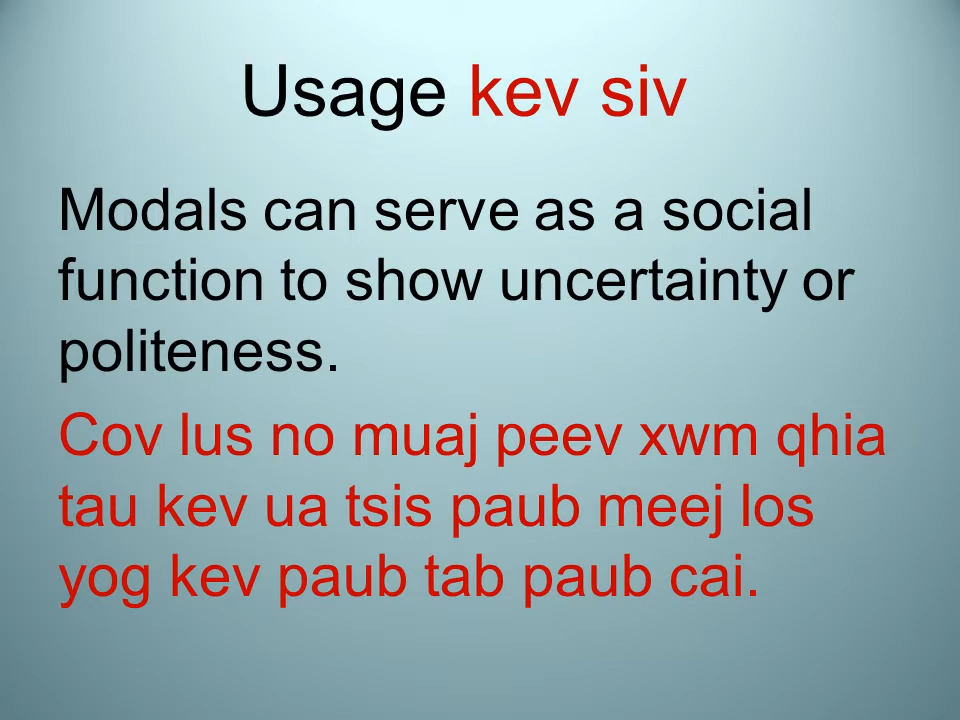 Usage kev siv
Modals can serve as a social
function to show uncertainty or
politeness.
Cov lus no muaj peev xwm qhia
tau kev ua tsis paub meej los
yog kev paub tab paub cai.